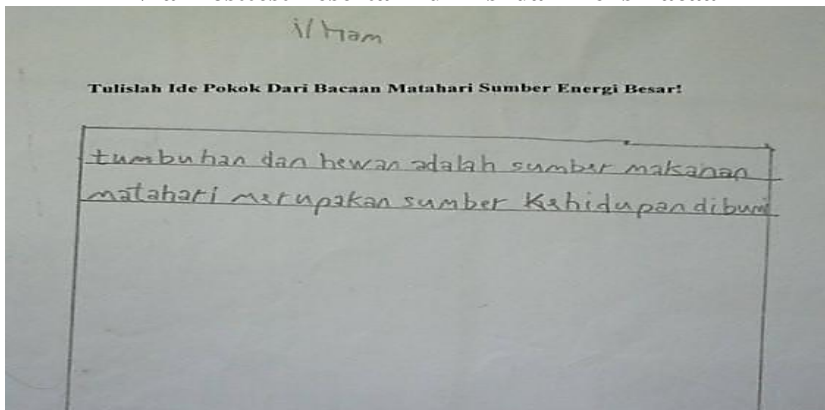 ilham
Tulislah Ide Pokok Dari Bacaan Matahari Sumber Energi Besar!
tumbuhan dan hewan adalah sumber makanan
matahari merupakan sumber Kehidupan dibumi